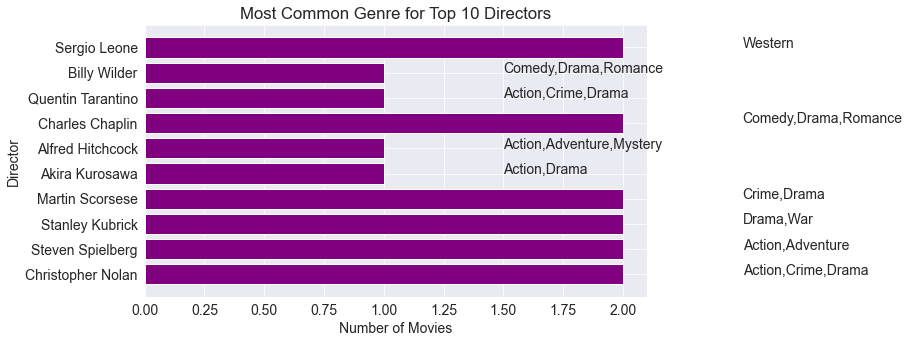 Most Common Genre for Top 10 Directors
Sergio Leone Western
Billy Wilder Comedy,Drama,Romance
Quentin Tarantino Action,Crime,Drama
Charles Chaplin Comedy,Drama,Romance
Alfred Hitchcock Action,Adventure,Mystery
Akira Kurosawa Action,Drama
Martin Scorsese Crime,Drama
Stanley Kubrick Drama,War
Steven Spielberg Action,Adventure
Christopher Nolan Action,Crime,Drama
Director
0.00 0.25 0.50 0.75 1.00 1.25 1.50 1.75 2.00
Number of Movies